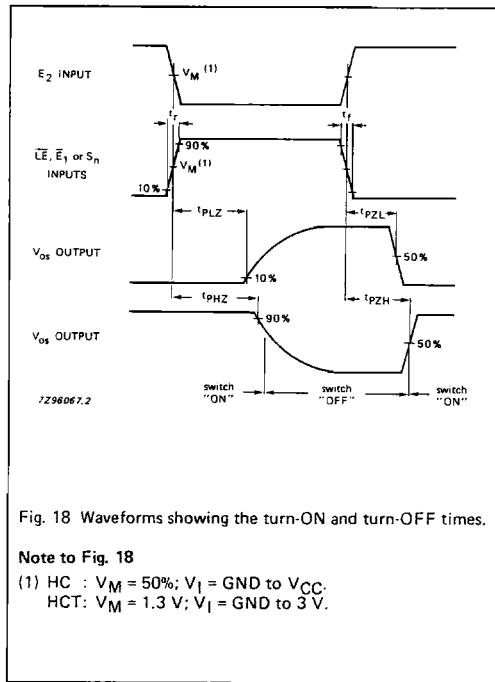 E2 INPUT
VM (1)
tr
tf
LE, E1 or Sn
INPUTS
90%
VM (1)
10%
tPLZ
tPZL
Vos OUTPUT
50%
10%
tPHZ
tPZH
Vos OUTPUT
90%
50%
switch
"ON"
switch
"OFF"
switch
"ON"
7Z96067.2
Fig. 18 Waveforms showing the turn-ON and turn-OFF times.
Note to Fig. 18
(1) HC : VM = 50%; VI = GND to VCC.
HCT: VM = 1.3 V; VI = GND to 3 V.